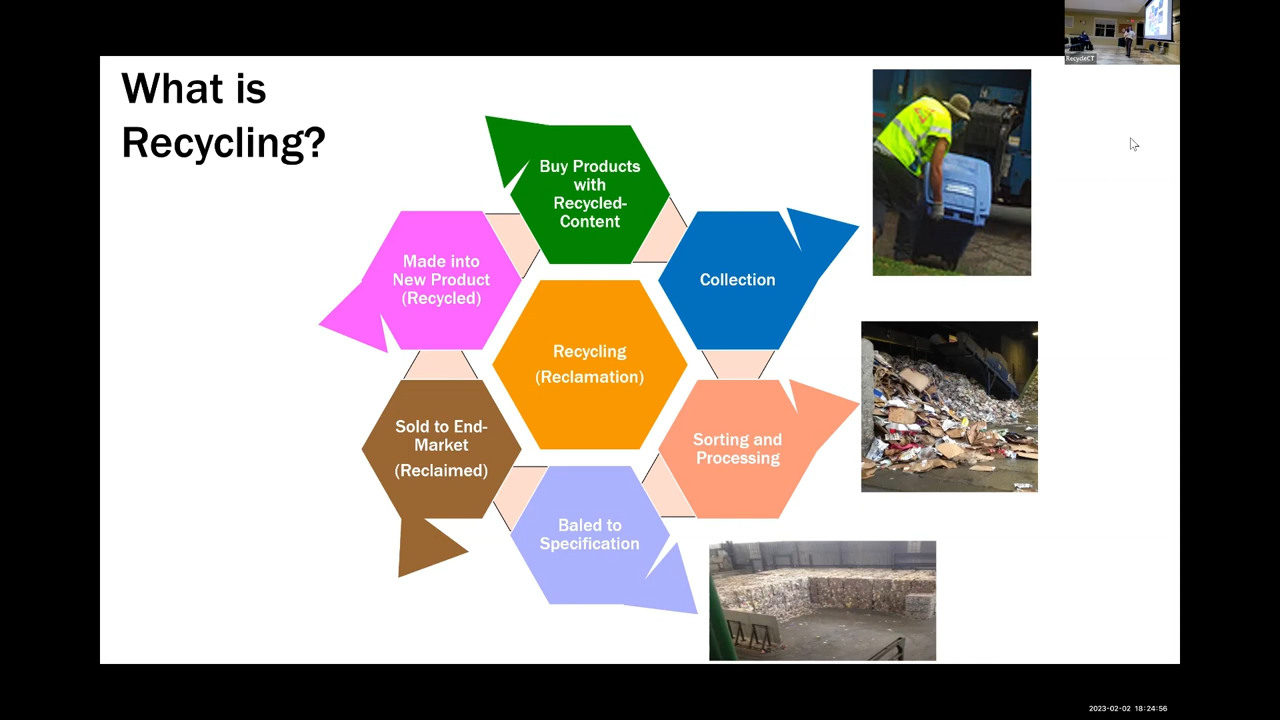 What is
Recycling?
Buy Products
with
Recycled-
Content
Collection
Sorting and
Processing
Baled to
Specification
Sold to End-
Market
(Reclaimed)
Made into
New Product
(Recycled)
Recycling
(Reclamation)
RecycleCT
2023-02-02 18:24:56